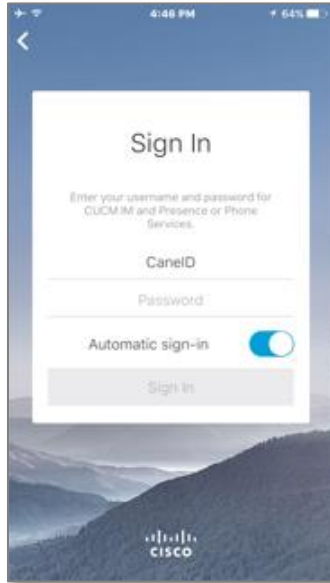 4:46 PM
64%
Sign In
Enter your username and password for
CUCM IM and Presence or Phone
Services.
CaneID
Password
Automatic sign-in
Sign In
CISCO